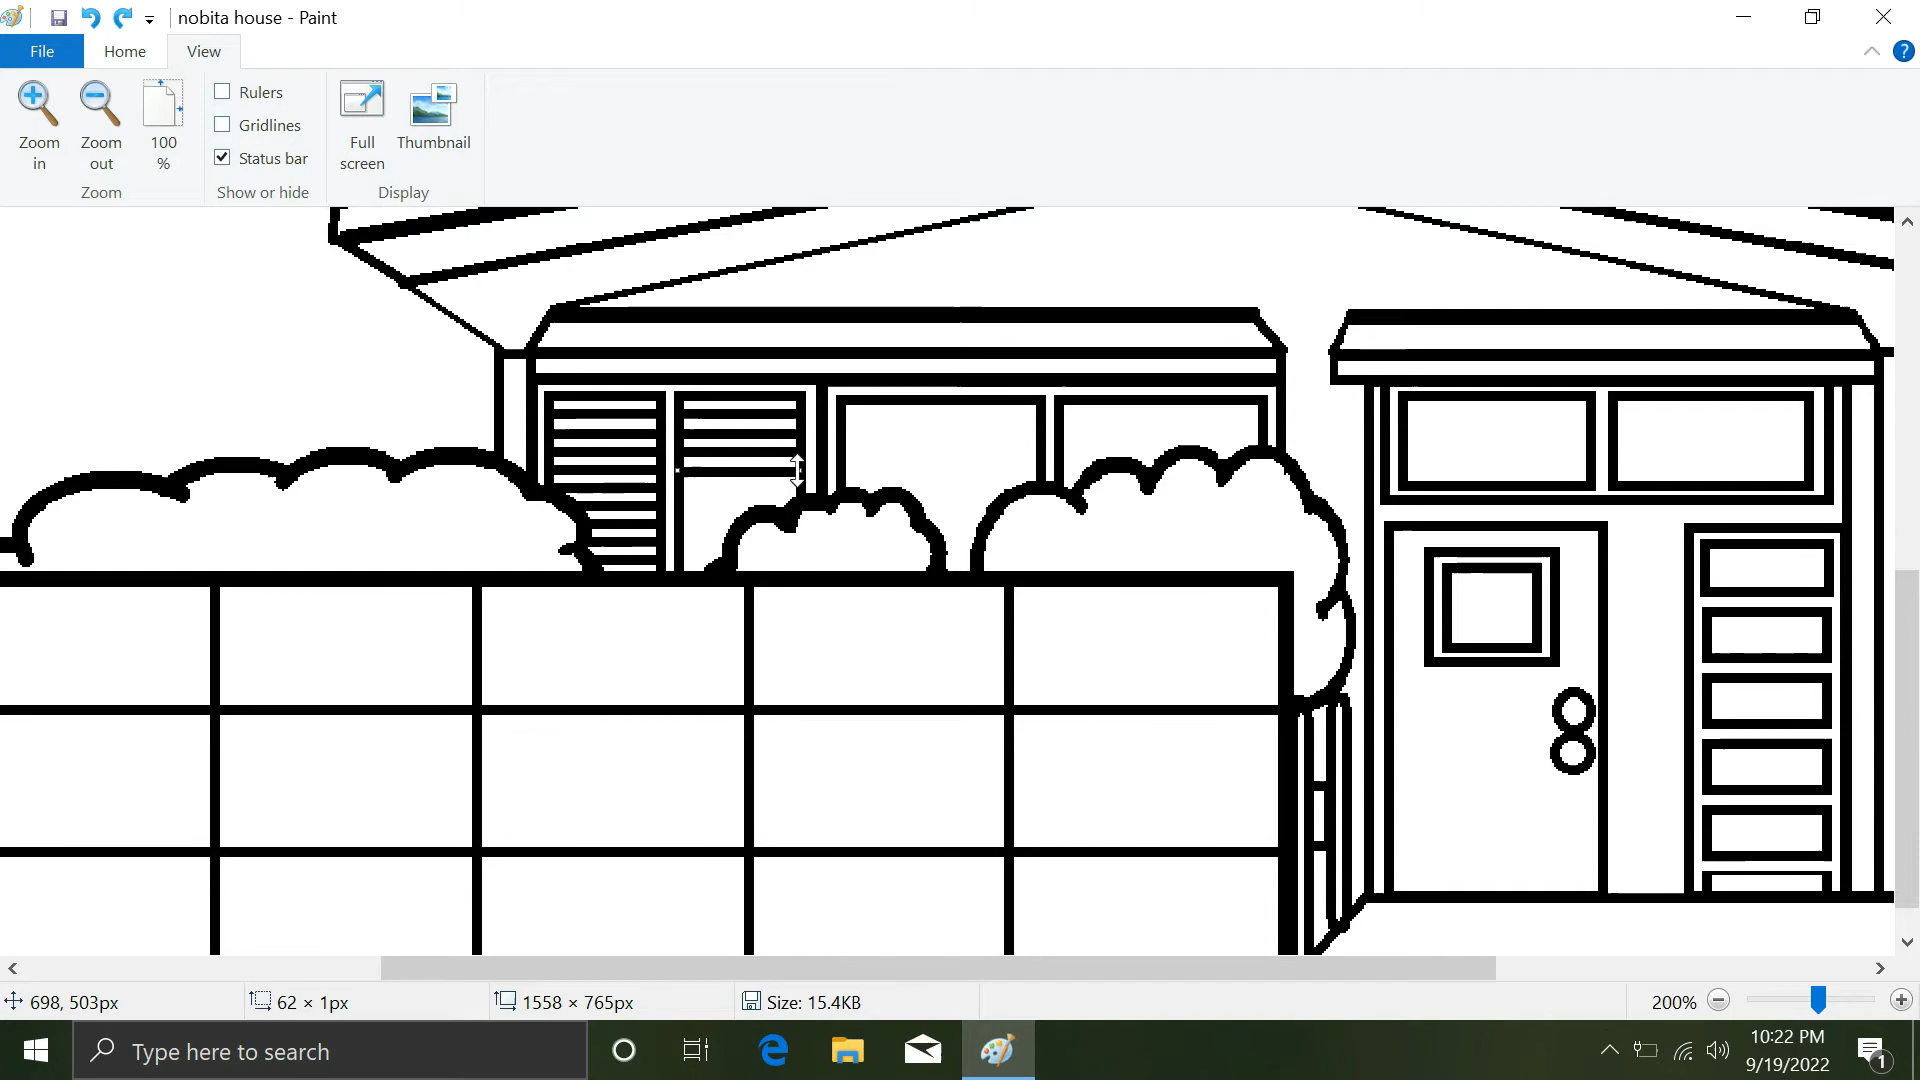 nobita house - Paint
File Home View
Zoom in
Zoom out
100 %
Rulers
Gridlines
Status bar
Full screen
Thumbnail
Zoom
Show or hide
Display
698, 503px
62 × 1px
1558 × 765px
Size: 15.4KB
200%
Type here to search
10:22 PM
9/19/2022
1